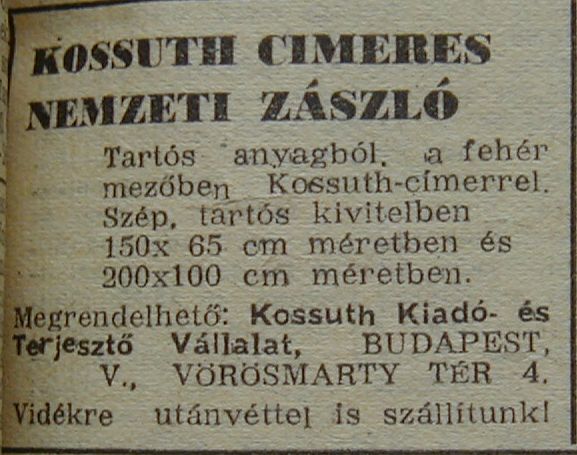 KOSSUTH CIMERES
NEMZETI ZÁSZLÓ
Tartós anyagból, a fehér
mezőben Kossuth-címerrel.
Szép, tartós kivitelben
150x 65 cm méretben és
200x100 cm méretben.
Megrendelhető: Kossuth Kiadó- és
Terjesztő Vállalat, BUDAPEST,
V., VÖRÖSMARTY TÉR 4.
Vidékre utánvéttel is szállítunk!